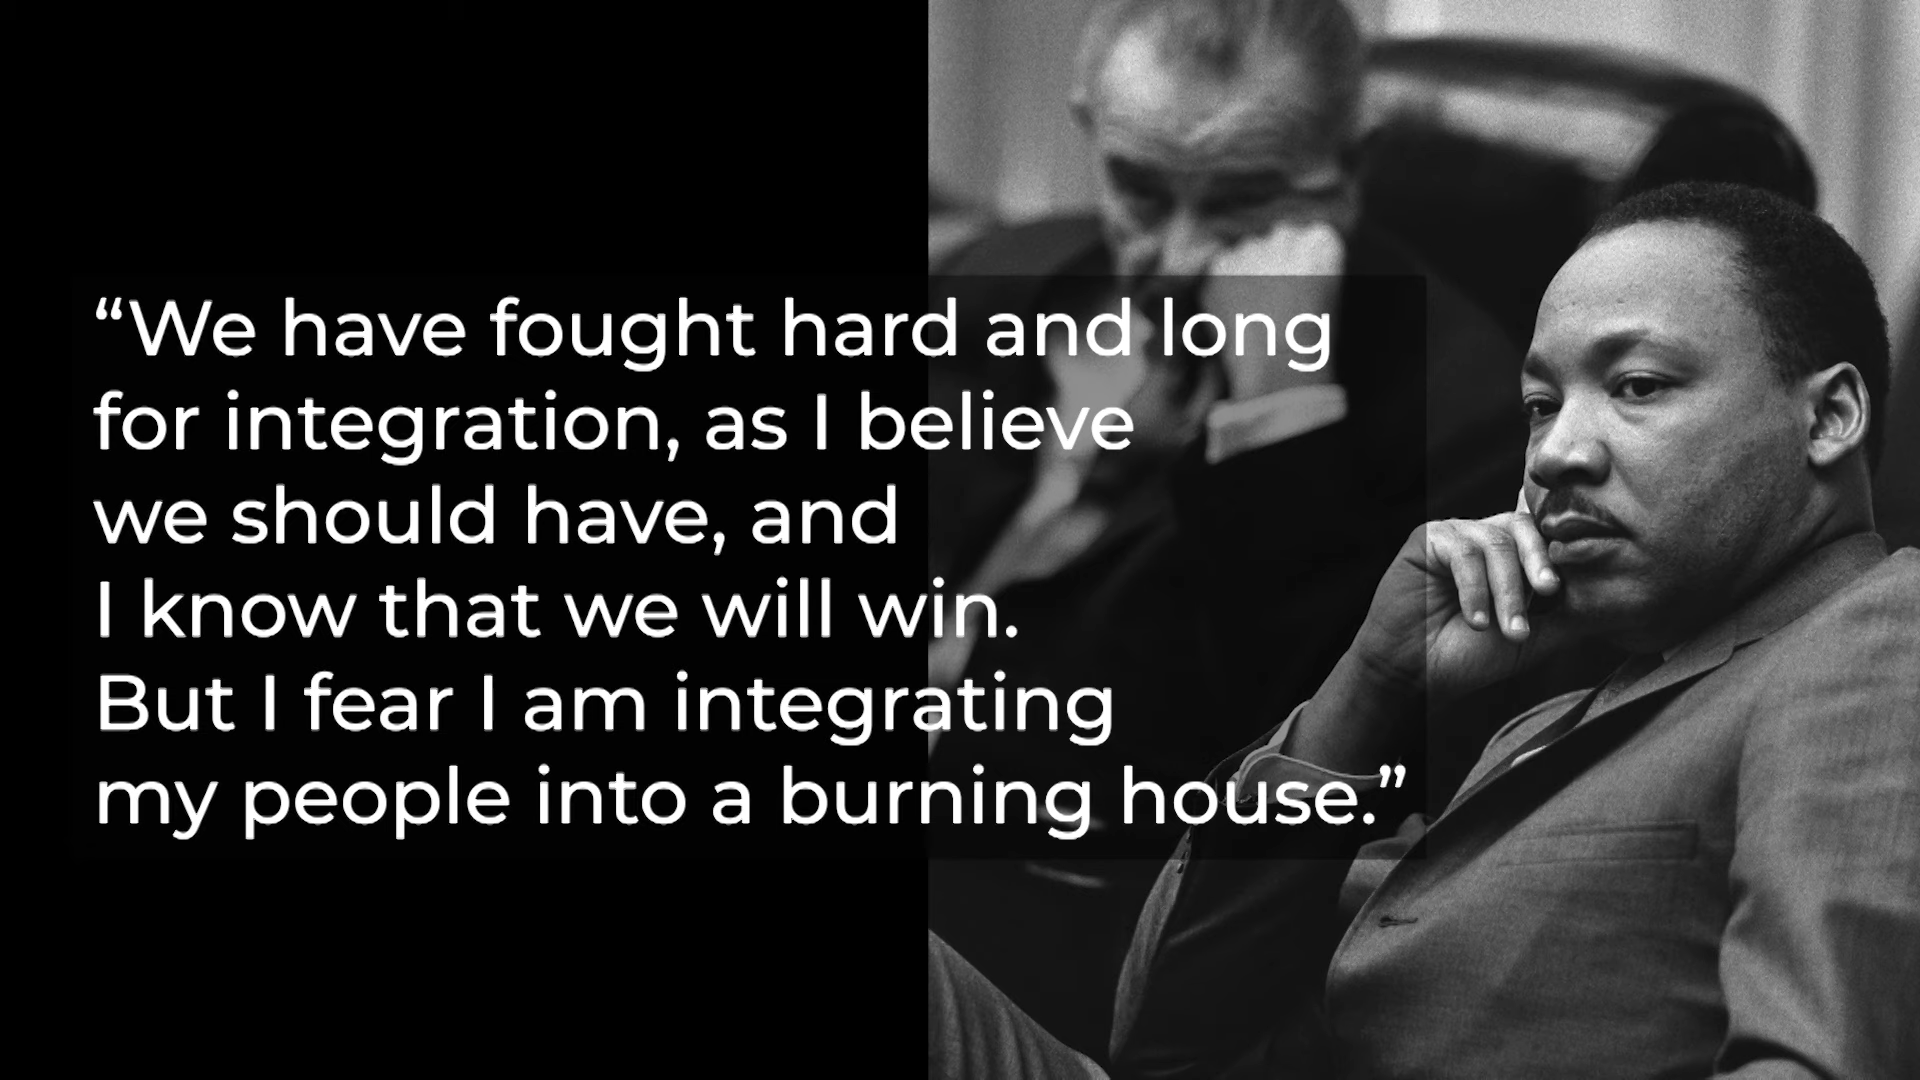 “We have fought hard and long
for integration, as I believe
we should have, and
I know that we will win.
But I fear I am integrating
my people into a burning house.”